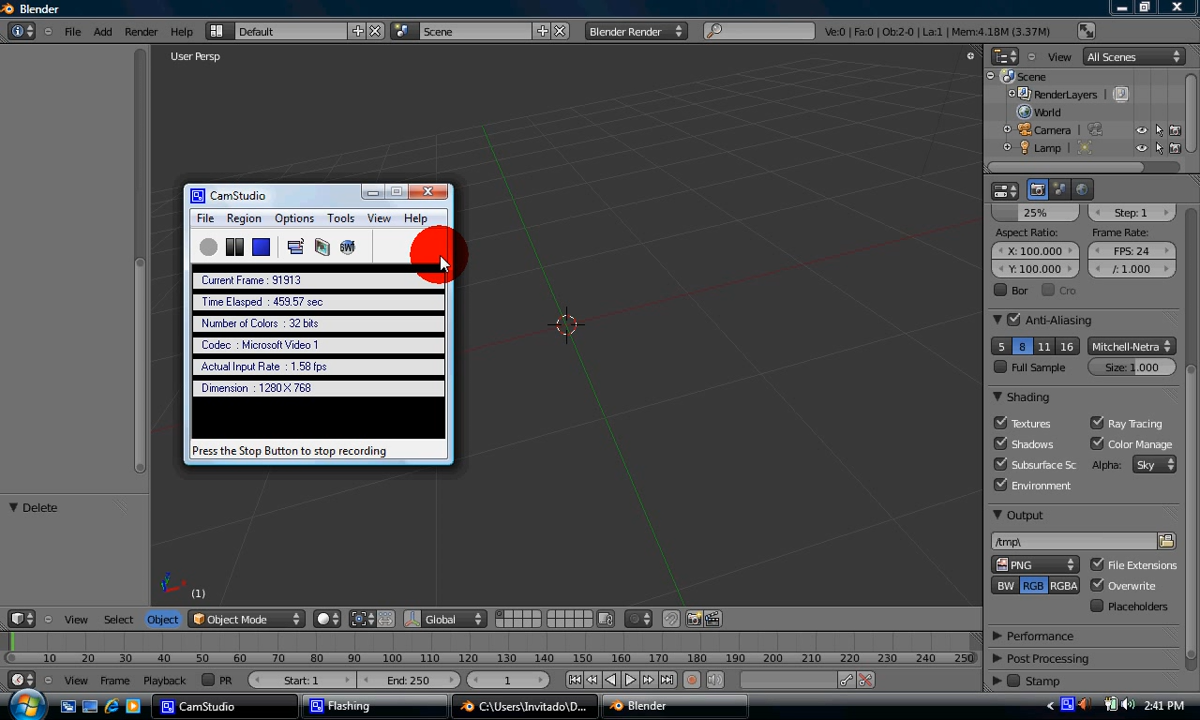 Blender
File Add Render Help Default Scene Blender Render Ve:0 | Fa:0 | Ob:2-0 | La:1 | Mem:4.18M (3.37M)
User Persp
View All Scenes
Scene
RenderLayers |
World
Camera |
Lamp |
CamStudio
File Region Options Tools View Help
Current Frame : 91913
Time Elasped : 459.57 sec
Number of Colors : 32 bits
Codec : Microsoft Video 1
Actual Input Rate : 1.58 fps
Dimension : 1280 X 768
Press the Stop Button to stop recording
Delete
25% Step: 1
Aspect Ratio: Frame Rate:
X: 100.000 FPS: 24
Y: 100.000 /: 1.000
Bor Cro
Anti-Aliasing
5 8 11 16 Mitchell-Netra
Full Sample Size: 1.000
Shading
Textures Ray Tracing
Shadows Color Manage
Subsurface Sc Alpha: Sky
Environment
Output
/tmp\
PNG File Extensions
BW RGB RGBA Overwrite
Placeholders
Performance
Post Processing
Stamp
(1)
View Select Object Object Mode Global
10 20 30 40 50 60 70 80 90 100 110 120 130 140 150 160 170 180 190 200 210 220 230 240 250
View Frame Playback PR Start: 1 End: 250 1
CamStudio Flashing C:\Users\Invitado\D... Blender 2:41 PM